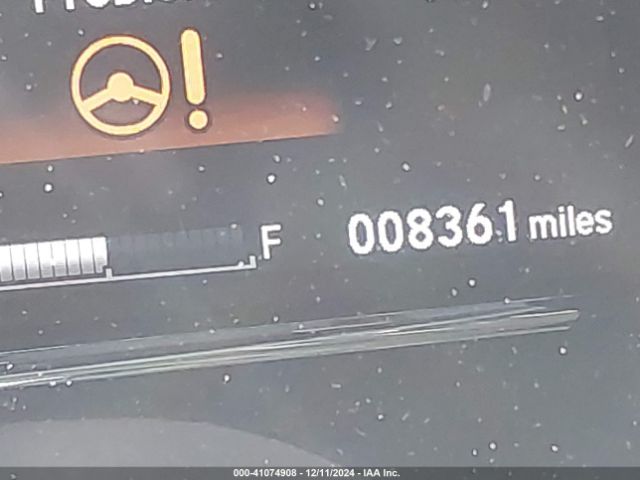 F
008361 miles
000-41074908 - 12/11/2024 - IAA Inc.